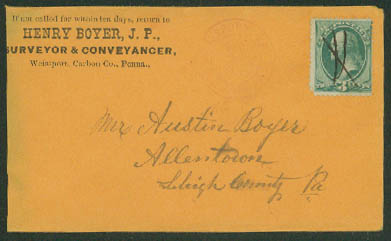 If not called for within ten days, return to
HENRY BOYER, J. P.,
SURVEYOR & CONVEYANCER,
Weissport, Carbon Co., Penna.,
Mr Austin Boyer
Allentown
Lehigh County Pa